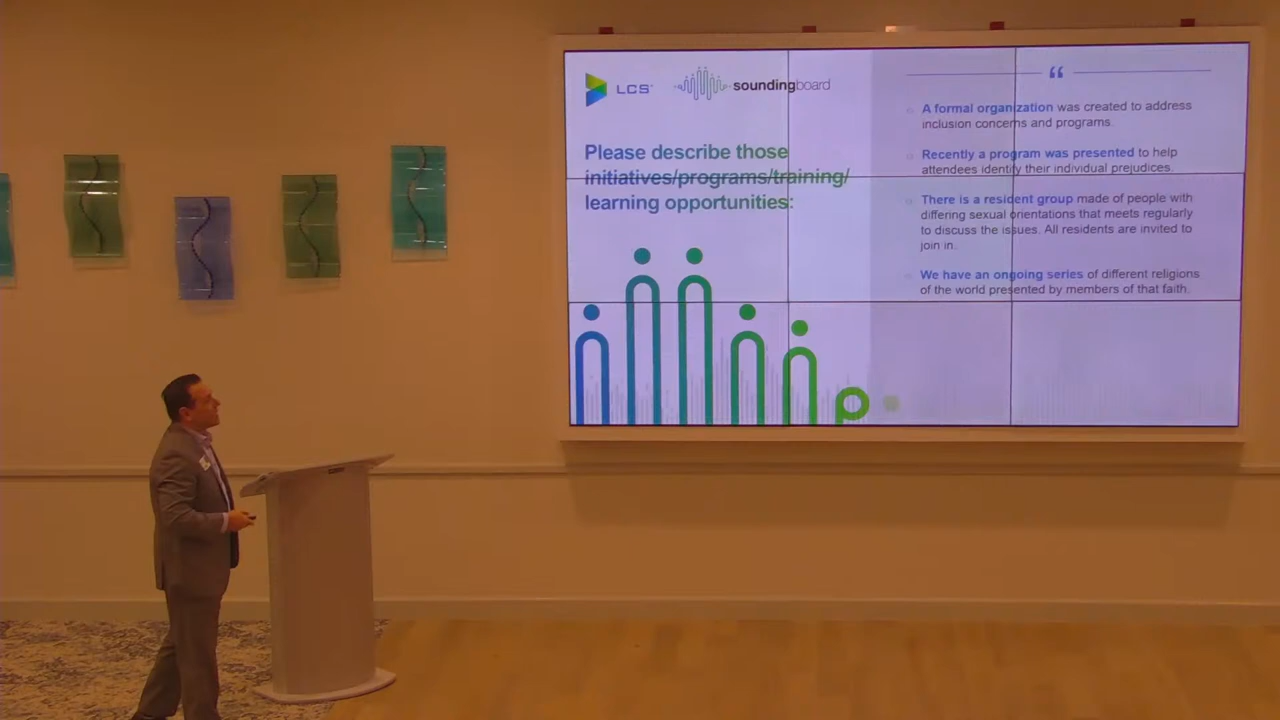 LCS
soundingboard
Please describe those
initiatives/programs/training/
learning opportunities:
“
A formal organization was created to address
inclusion concerns and programs.
Recently a program was presented to help
attendees identify their individual prejudices.
There is a resident group made of people with
differing sexual orientations that meets regularly
to discuss the issues. All residents are invited to
join in.
We have an ongoing series of different religions
of the world presented by members of that faith.